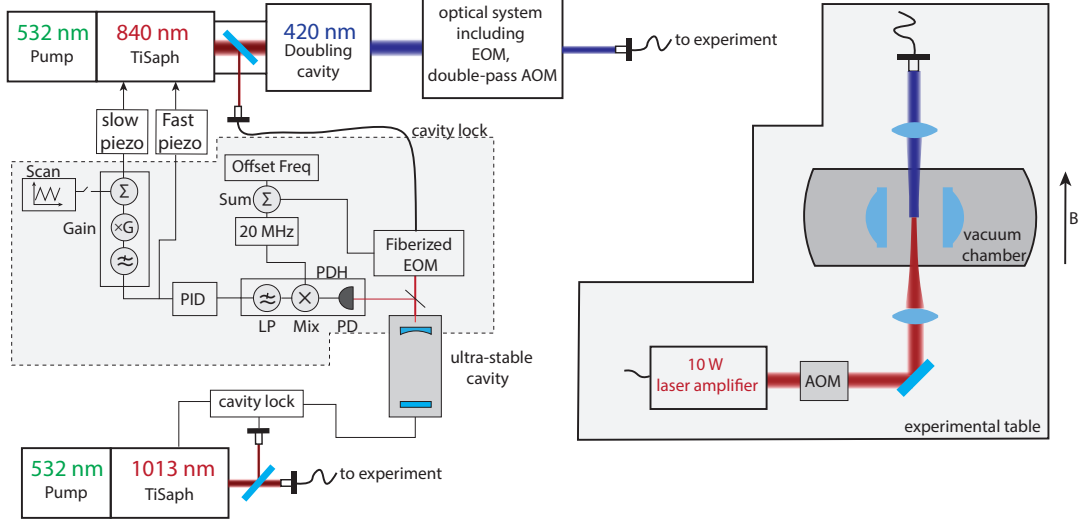 532 nm
Pump
840 nm
TiSaph
420 nm
Doubling
cavity
optical system
including
EOM,
double-pass AOM
to experiment
slow
piezo
Fast
piezo
cavity lock
Scan
Σ
Gain
×G
≈
Offset Freq
Sum
Σ
20 MHz
Fiberized
EOM
PDH
PID
≈
×
LP
Mix
PD
ultra-stable
cavity
cavity lock
532 nm
Pump
1013 nm
TiSaph
to experiment
vacuum
chamber
B
10 W
laser amplifier
AOM
experimental table